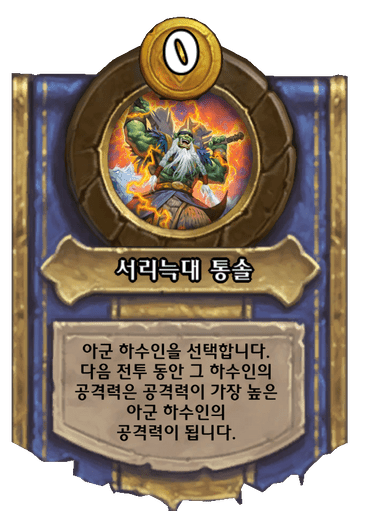 0
서리늑대 통솔
아군 하수인을 선택합니다.
다음 전투 동안 그 하수인의
공격력은 공격력이 가장 높은
아군 하수인의
공격력이 됩니다.